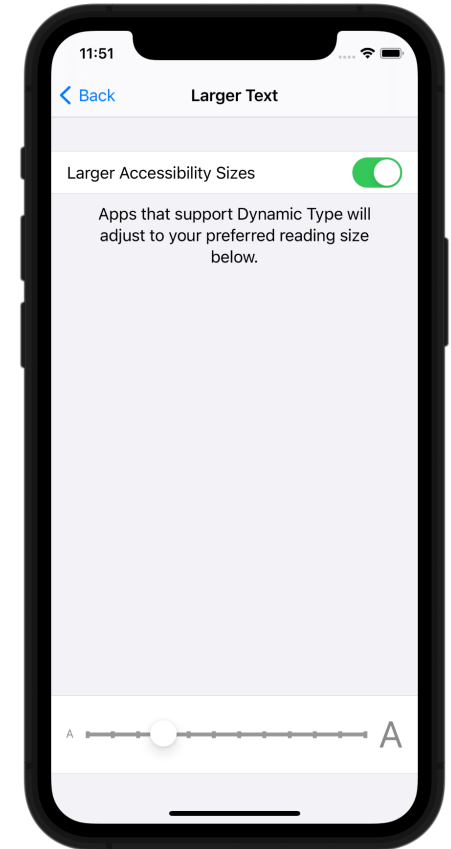 11:51
Back
Larger Text
Larger Accessibility Sizes
Apps that support Dynamic Type will
adjust to your preferred reading size
below.
A
A